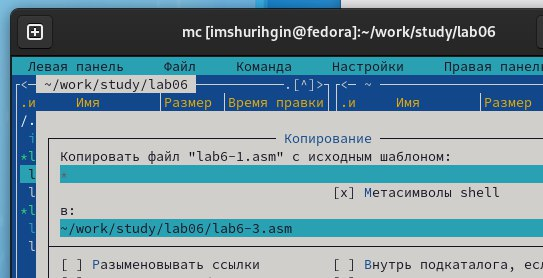 mc [imshurihgin@fedora]:~/work/study/lab06
Левая панель Файл Команда Настройки Правая панел
<─ ~/work/study/lab06 .[^]> <─ ~
.и Имя Размер Время правки .и Имя Размер
/.
Копирование
Копировать файл "lab6-1.asm" с исходным шаблоном:
*
[x] Метасимволы shell
в:
~/work/study/lab06/lab6-3.asm
[ ] Разыменовывать ссылки [ ] Внутрь подкаталога, есл